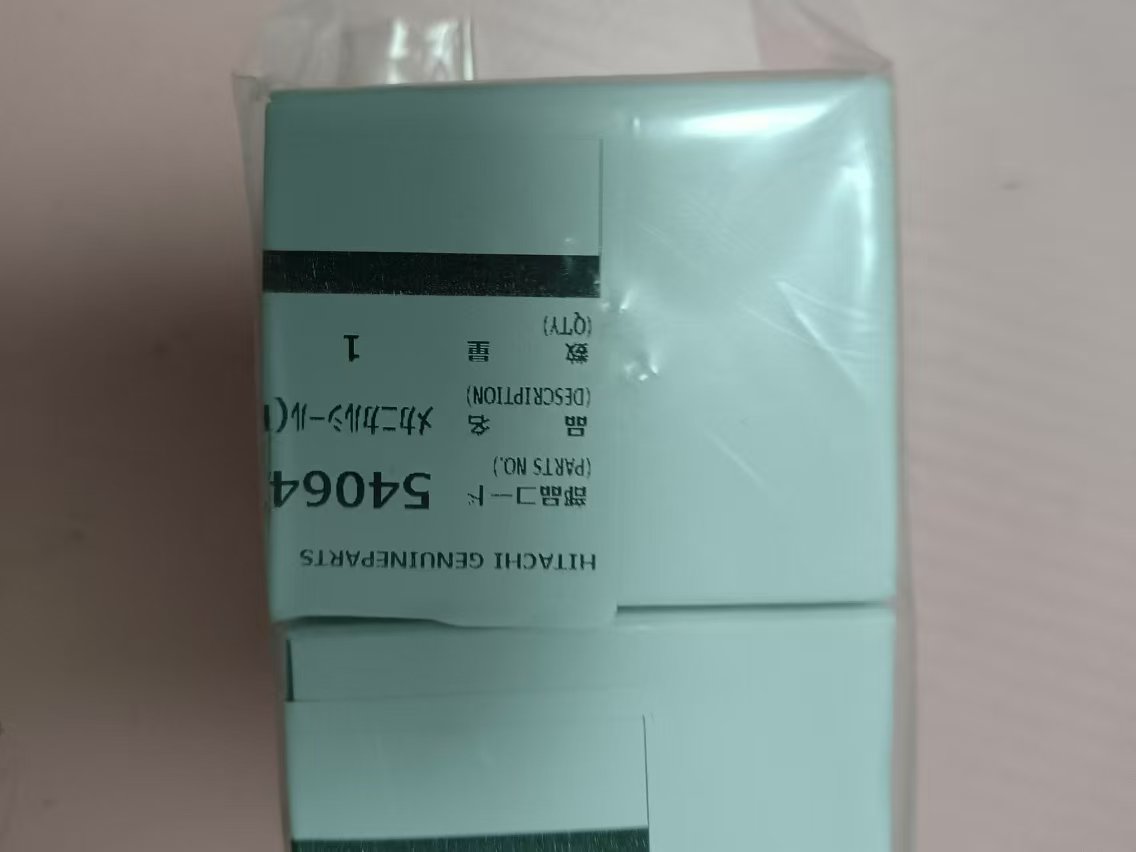 HITACHI GENUINEPARTS
部品コード 54064
(PARTS NO.)
品 名 メカニカルシール(
(DESCRIPTION)
数 量 1
(QTY)